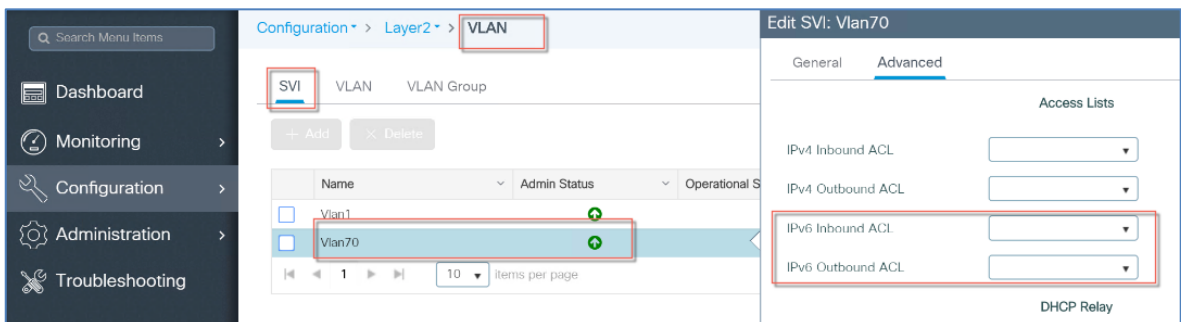 Search Menu Items
Dashboard
Monitoring
Configuration
Administration
Troubleshooting
Configuration > Layer2 > VLAN
SVI VLAN VLAN Group
+ Add × Delete
Name Admin Status Operational S
Vlan1
Vlan70
1 10 items per page
Edit SVI: Vlan70
General Advanced
Access Lists
IPv4 Inbound ACL
IPv4 Outbound ACL
IPv6 Inbound ACL
IPv6 Outbound ACL
DHCP Relay